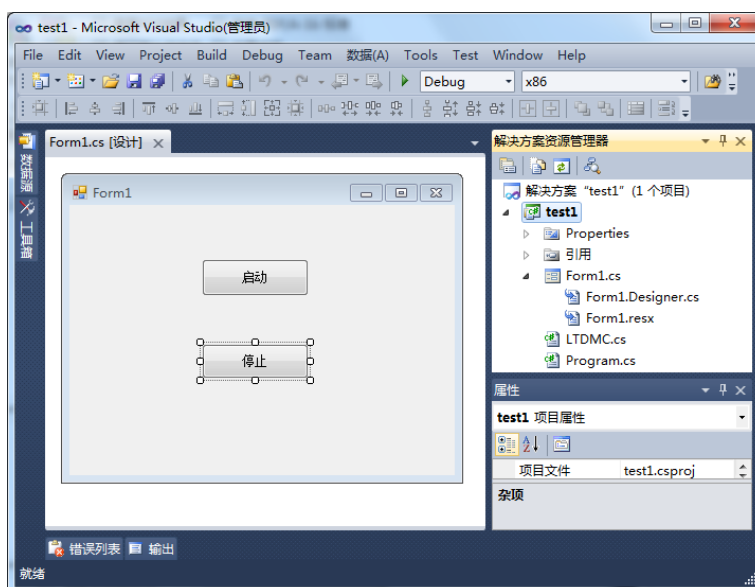 test1 - Microsoft Visual Studio(管理员)
File Edit View Project Build Debug Team 数据(A) Tools Test Window Help
Debug x86
数据源
工具箱
Form1.cs [设计]
Form1
启动
停止
解决方案资源管理器
解决方案 "test1" (1 个项目)
test1
Properties
引用
Form1.cs
Form1.Designer.cs
Form1.resx
LTDMC.cs
Program.cs
属性
test1 项目属性
项目文件 test1.csproj
杂项
错误列表 输出
就绪